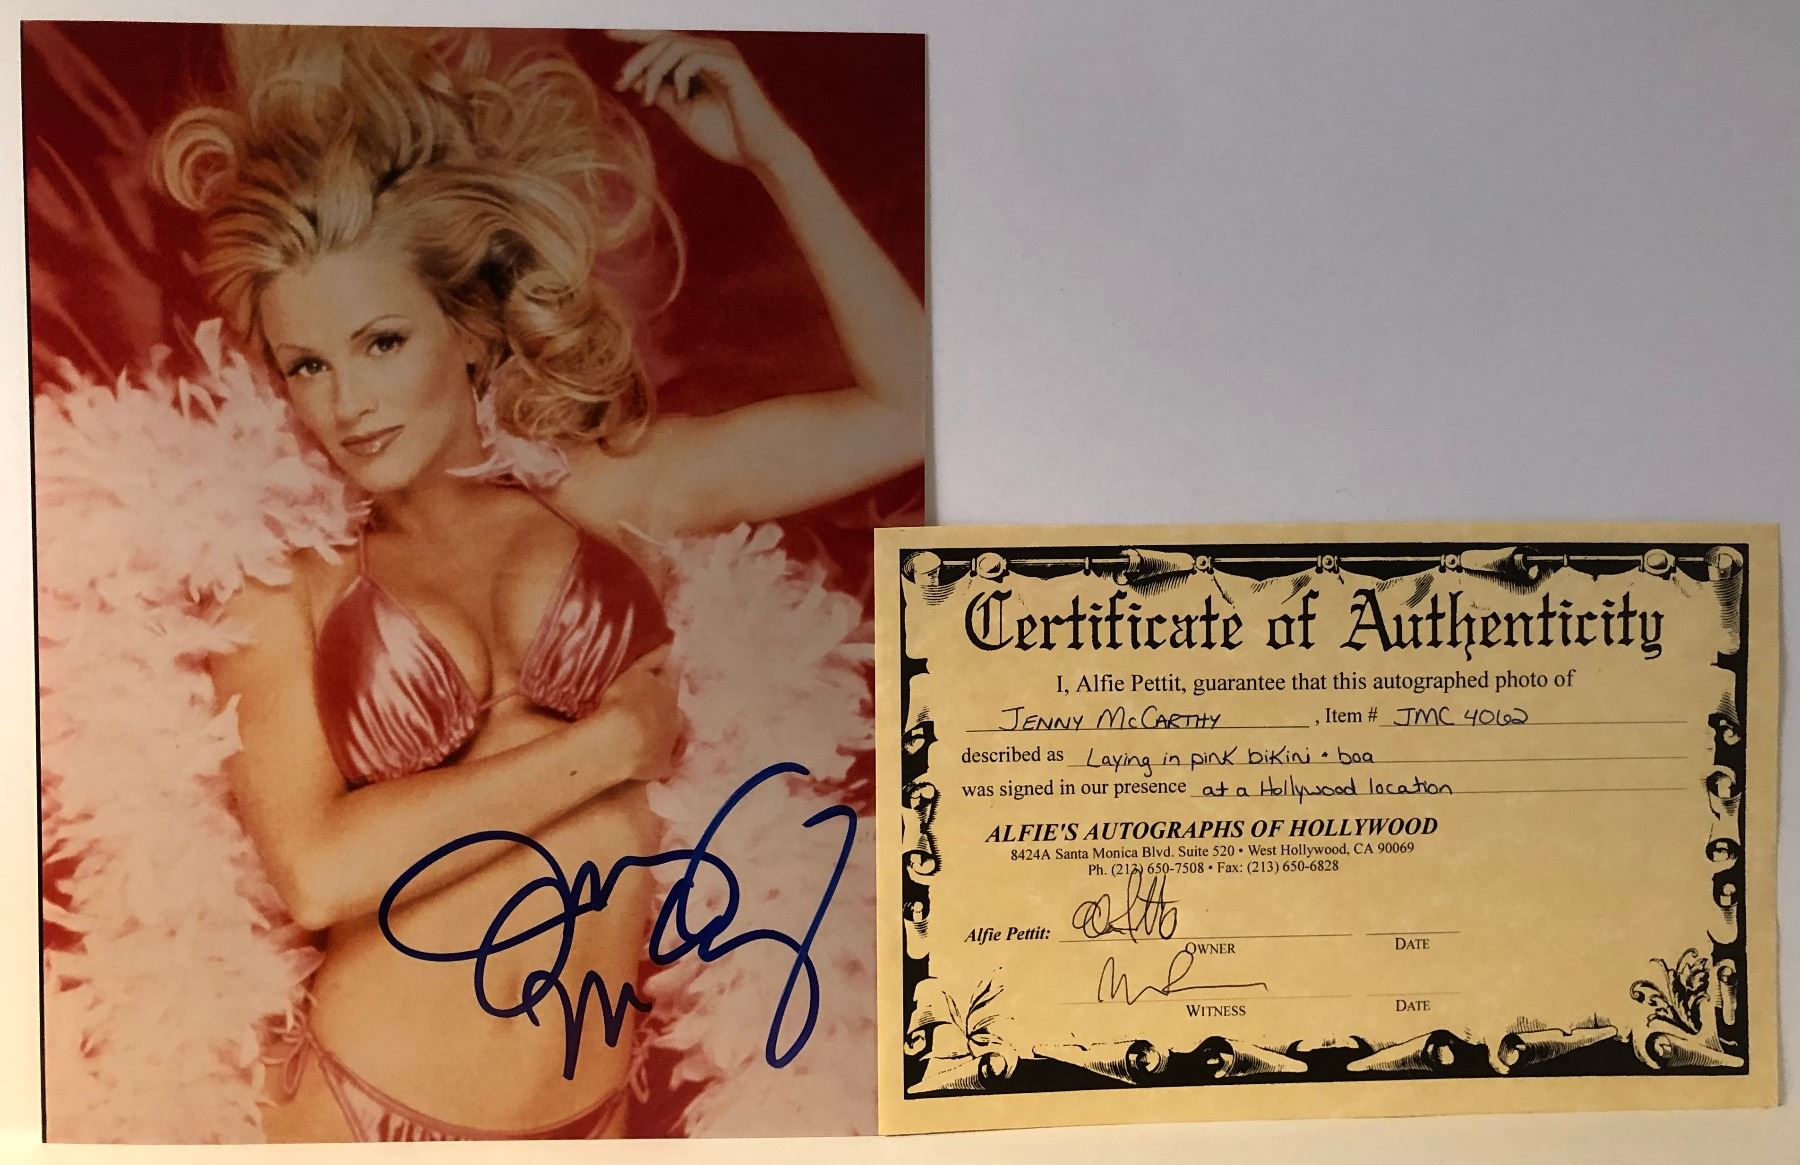 Certificate of Authenticity
I, Alfie Pettit, guarantee that this autographed photo of
JENNY McCARTHY, Item # JMC 4062
described as Laying in pink bikini + boa
was signed in our presence at a Hollywood location
ALFIE'S AUTOGRAPHS OF HOLLYWOOD
8424A Santa Monica Blvd. Suite 520 • West Hollywood, CA 90069
Ph. (213) 650-7508 • Fax: (213) 650-6828
Alfie Pettit:
OWNER DATE
WITNESS DATE